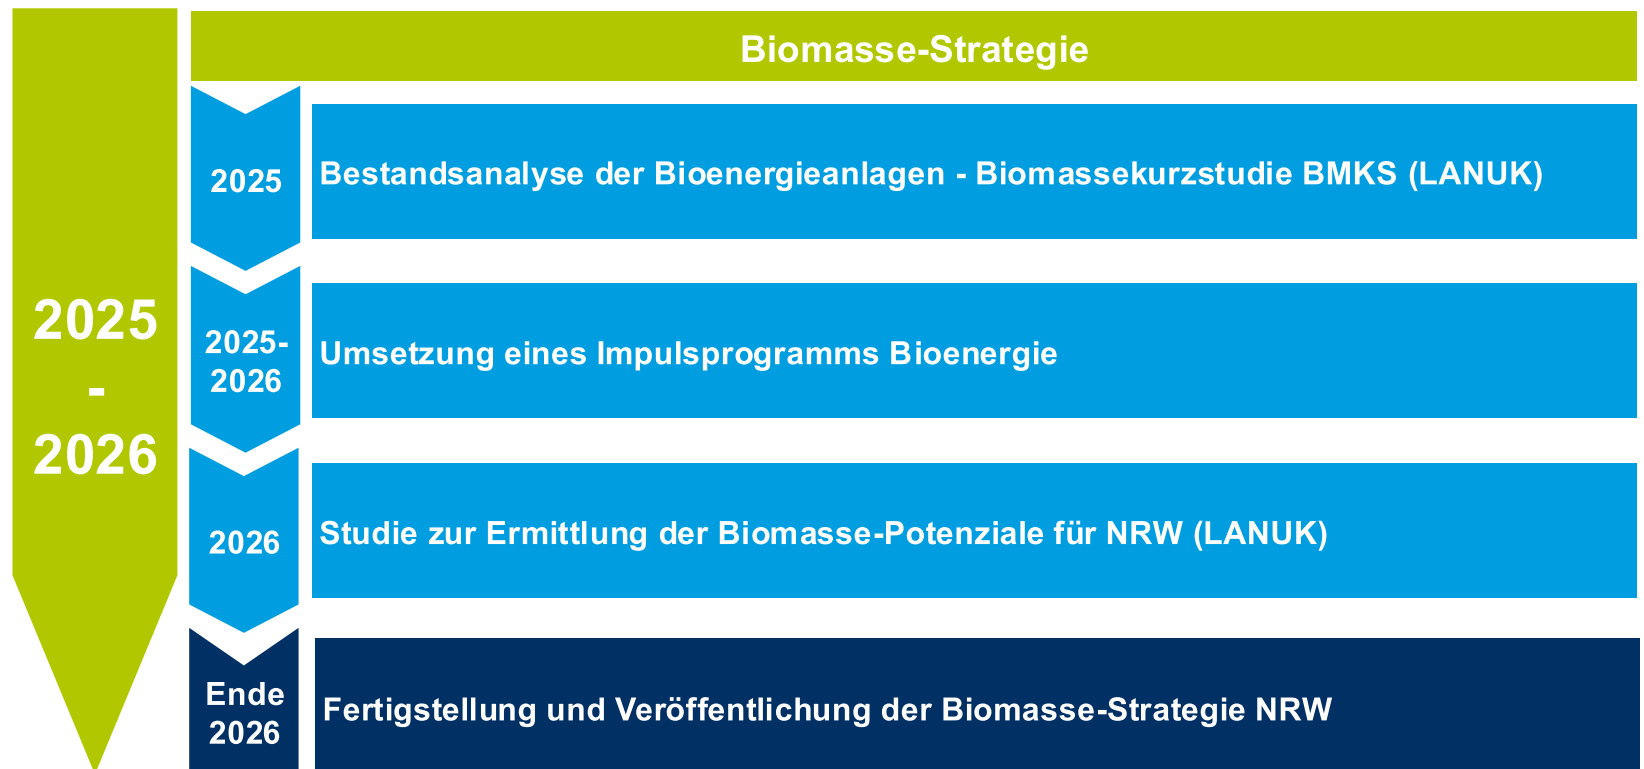 Biomasse-Strategie
2025
-
2026
2025
Bestandsanalyse der Bioenergieanlagen - Biomassekurzstudie BMKS (LANUK)
2025-
2026
Umsetzung eines Impulsprogramms Bioenergie
2026
Studie zur Ermittlung der Biomasse-Potenziale für NRW (LANUK)
Ende
2026
Fertigstellung und Veröffentlichung der Biomasse-Strategie NRW